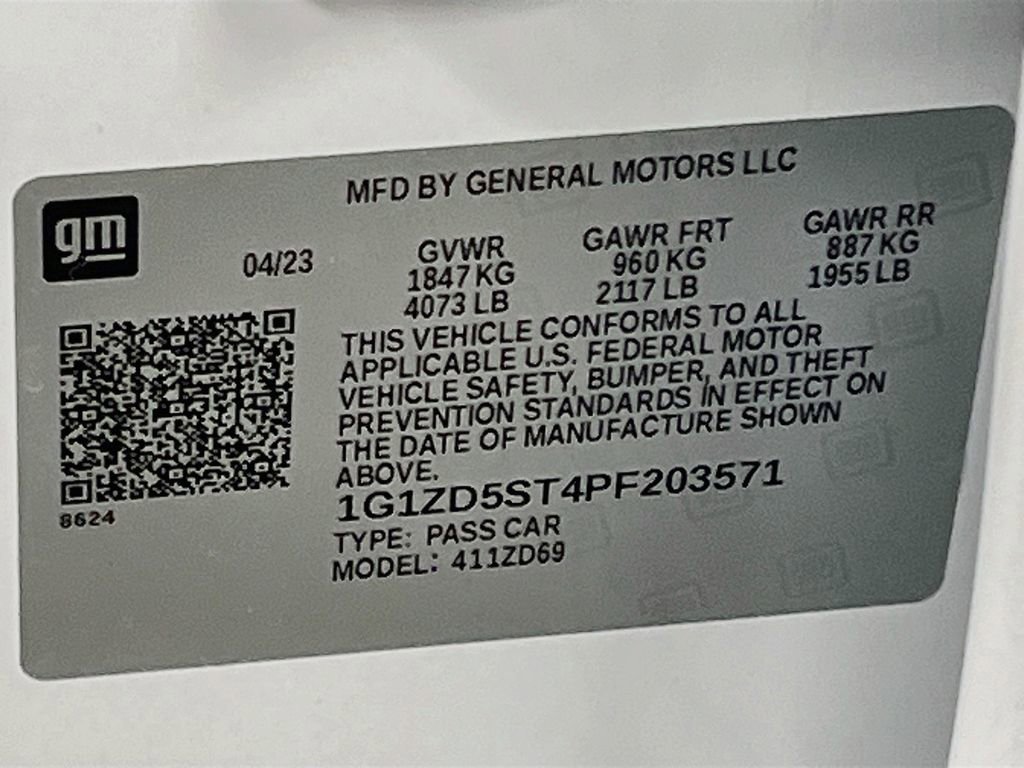 gm
MFD BY GENERAL MOTORS LLC
04/23
GVWR
1847 KG
4073 LB
GAWR FRT
960 KG
2117 LB
GAWR RR
887 KG
1955 LB
THIS VEHICLE CONFORMS TO ALL
APPLICABLE U.S. FEDERAL MOTOR
VEHICLE SAFETY, BUMPER, AND THEFT
PREVENTION STANDARDS IN EFFECT ON
THE DATE OF MANUFACTURE SHOWN
ABOVE.
1G1ZD5ST4PF203571
TYPE: PASS CAR
MODEL: 411ZD69
8624